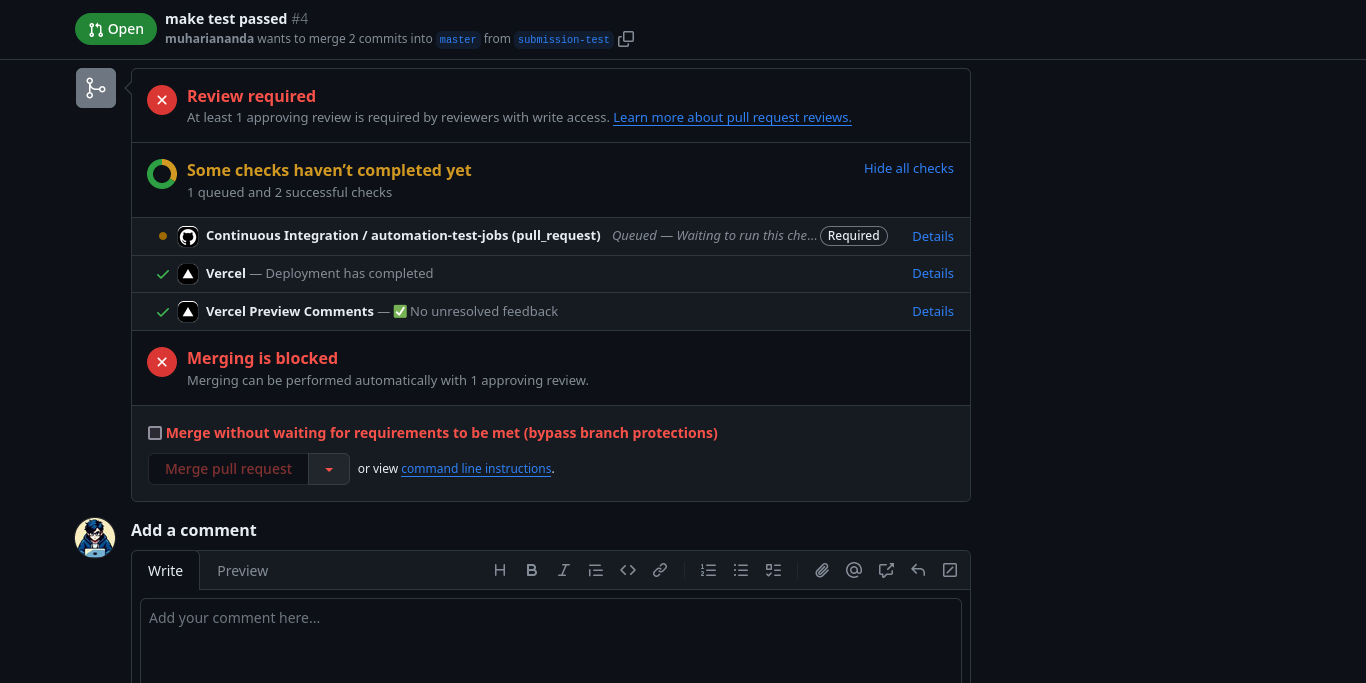 Open
make test passed #4
muhariananda wants to merge 2 commits into master from submission-test
Review required
At least 1 approving review is required by reviewers with write access. Learn more about pull request reviews.
Some checks haven’t completed yet
Hide all checks
1 queued and 2 successful checks
Continuous Integration / automation-test-jobs (pull_request) Queued — Waiting to run this che... Required Details
Vercel — Deployment has completed Details
Vercel Preview Comments — ✅ No unresolved feedback Details
Merging is blocked
Merging can be performed automatically with 1 approving review.
Merge without waiting for requirements to be met (bypass branch protections)
Merge pull request or view command line instructions.
Add a comment
Write Preview
Add your comment here...